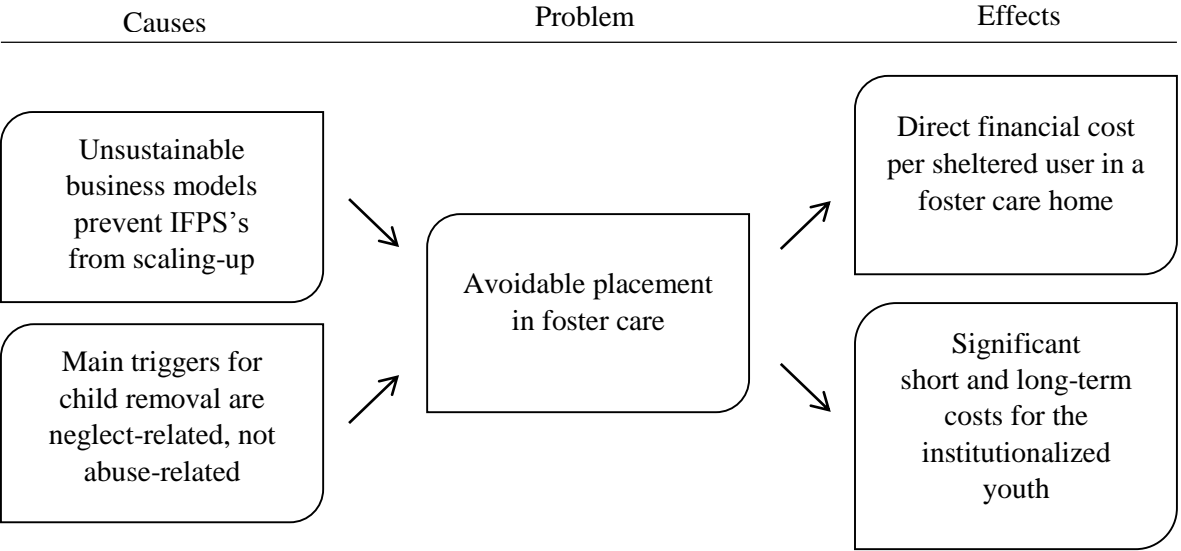 Causes
Problem
Effects
Unsustainable
business models
prevent IFPS’s
from scaling-up
Main triggers for
child removal are
neglect-related, not
abuse-related
Avoidable placement
in foster care
Direct financial cost
per sheltered user in a
foster care home
Significant
short and long-term
costs for the
institutionalized
youth